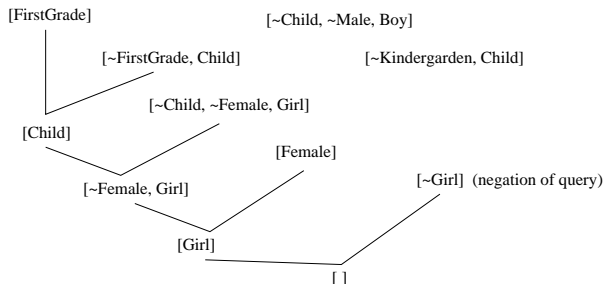 [FirstGrade]
[~Child, ~Male, Boy]
[~FirstGrade, Child]
[~Kindergarden, Child]
[~Child, ~Female, Girl]
[Child]
[Female]
[~Female, Girl]
[~Girl] (negation of query)
[Girl]
[ ]